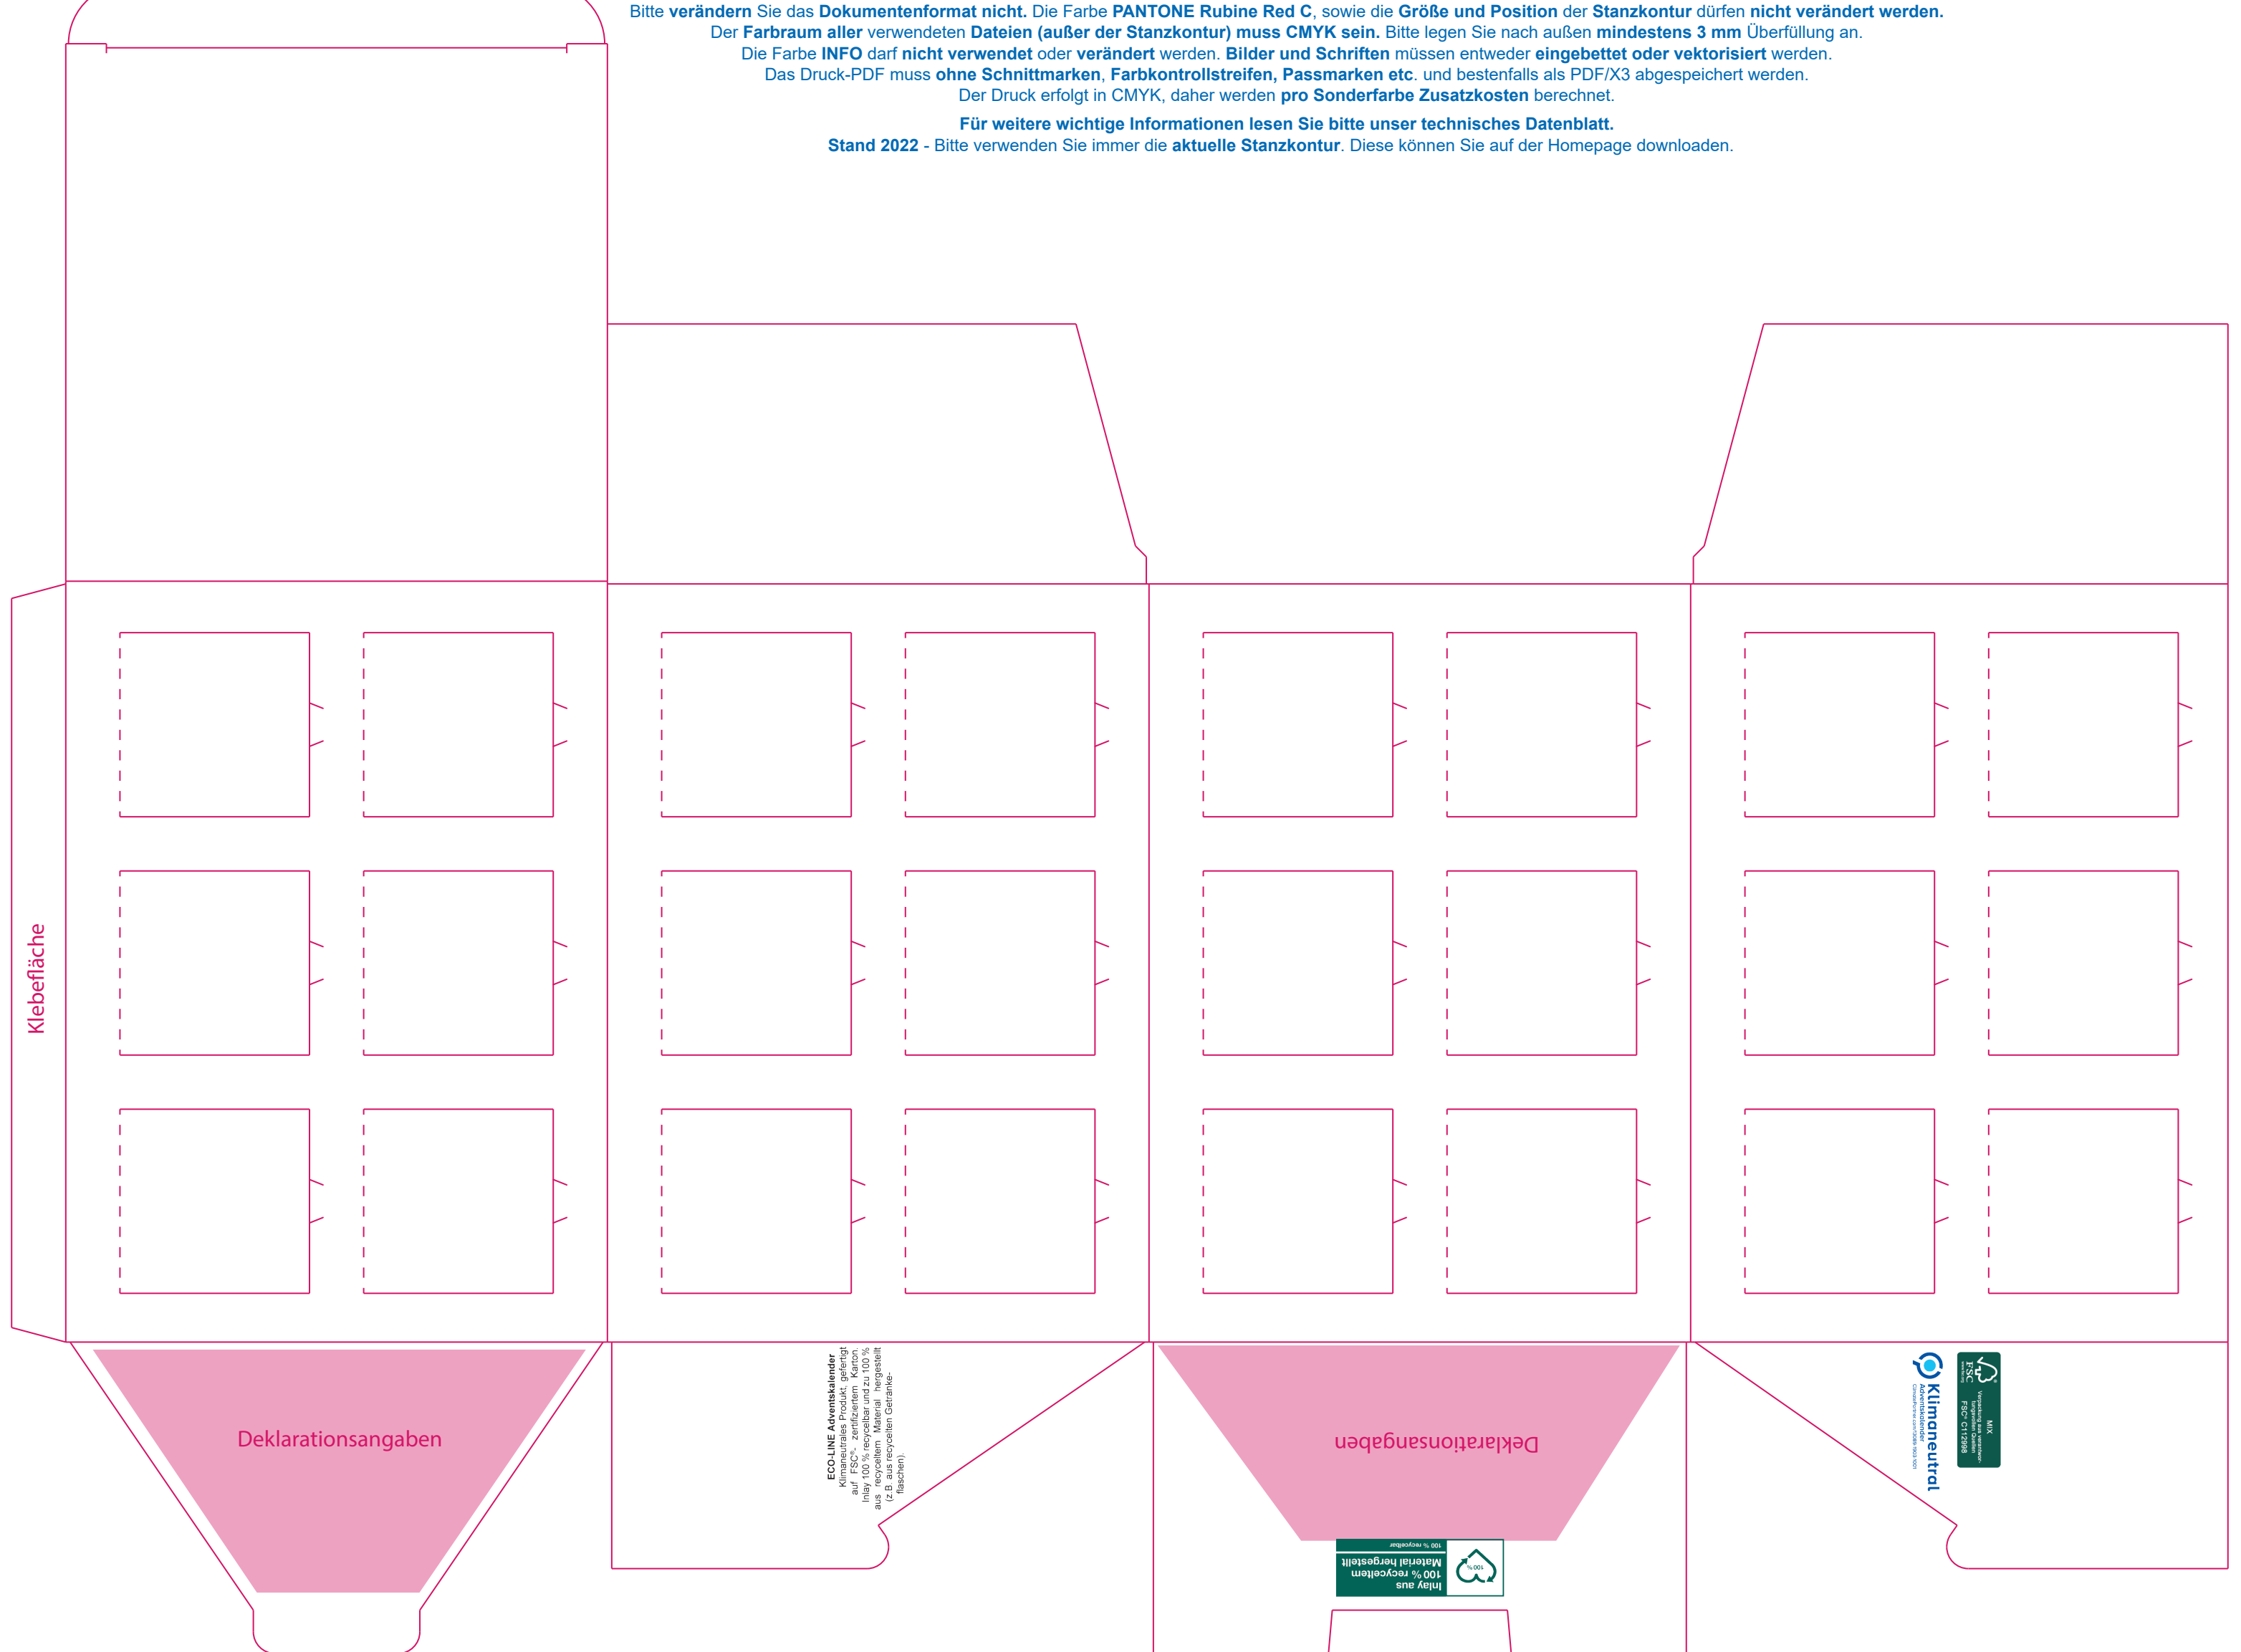 Bitte verändern Sie das Dokumentenformat nicht. Die Farbe PANTONE Rubine Red C, sowie die Größe und Position der Stanzkontur dürfen nicht verändert werden.
Der Farbraum aller verwendeten Dateien (außer der Stanzkontur) muss CMYK sein. Bitte legen Sie nach außen mindestens 3 mm Überfüllung an.
Die Farbe INFO darf nicht verwendet oder verändert werden. Bilder und Schriften müssen entweder eingebettet oder vektorisiert werden.
Das Druck-PDF muss ohne Schnittmarken, Farbkontrollstreifen, Passmarken etc. und bestenfalls als PDF/X3 abgespeichert werden.
Der Druck erfolgt in CMYK, daher werden pro Sonderfarbe Zusatzkosten berechnet.
Für weitere wichtige Informationen lesen Sie bitte unser technisches Datenblatt.
Stand 2022 - Bitte verwenden Sie immer die aktuelle Stanzkontur. Diese können Sie auf der Homepage downloaden.
Klebefläche
Deklarationsangaben
ECO-LINE Adventskalender
Klimaneutrales Produkt, gefertigt
auf FSC®- zertifiziertem Karton.
Inlay 100 % recycelbar und zu 100 %
aus recyceltem Material hergestellt
(z.B. aus recycelten Getränke-
flaschen).
Deklarationsangaben
Inlay aus
100 % recyceltem
Material hergestellt
100 % recycelbar
100 %
Klimaneutral
Adventskalender
FSC
MIX
Verpackung aus verantwor-
tungsvollen Quellen
FSC® C112998